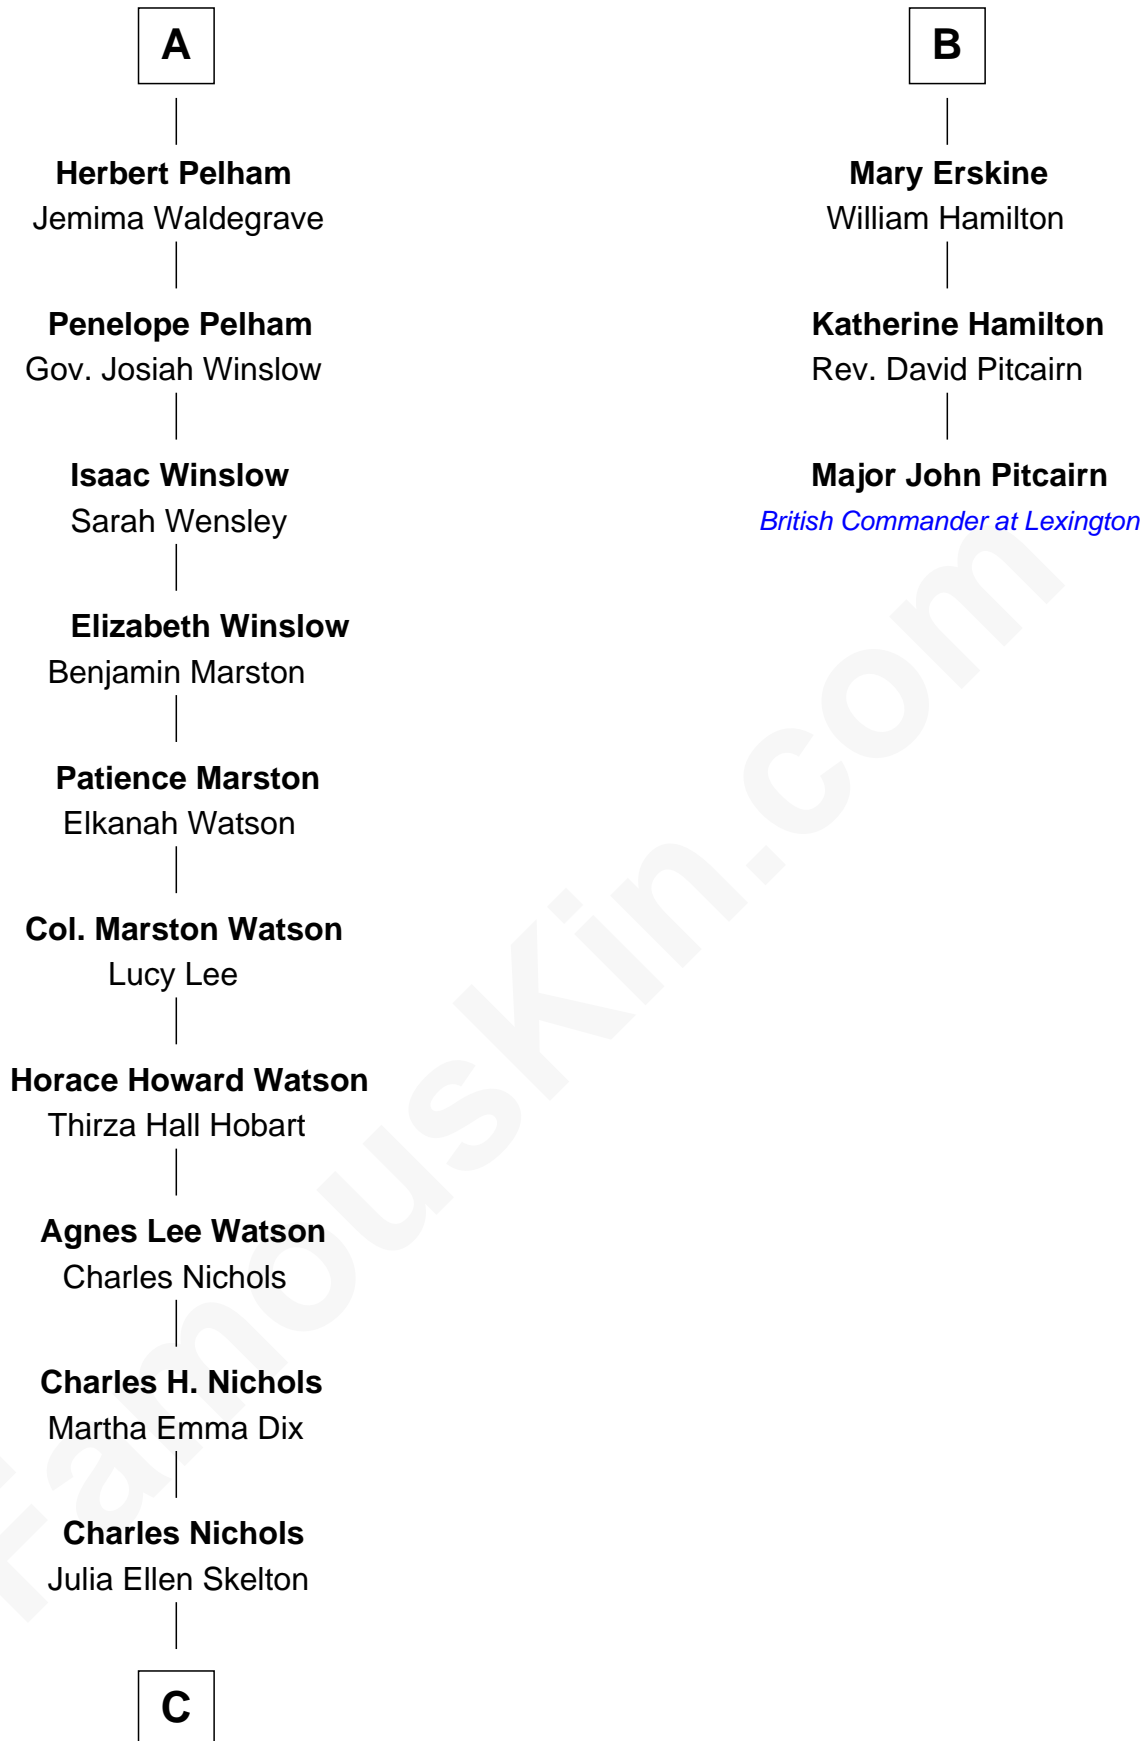 A
Herbert Pelham
Jemima Waldegrave
Penelope Pelham
Gov. Josiah Winslow
Isaac Winslow
Sarah Wensley
Elizabeth Winslow
Benjamin Marston
Patience Marston
Elkanah Watson
Col. Marston Watson
Lucy Lee
Horace Howard Watson
Thirza Hall Hobart
Agnes Lee Watson
Charles Nichols
Charles H. Nichols
Martha Emma Dix
Charles Nichols
Julia Ellen Skelton
C
B
Mary Erskine
William Hamilton
Katherine Hamilton
Rev. David Pitcairn
Major John Pitcairn
British Commander at Lexington
FamousKin.com